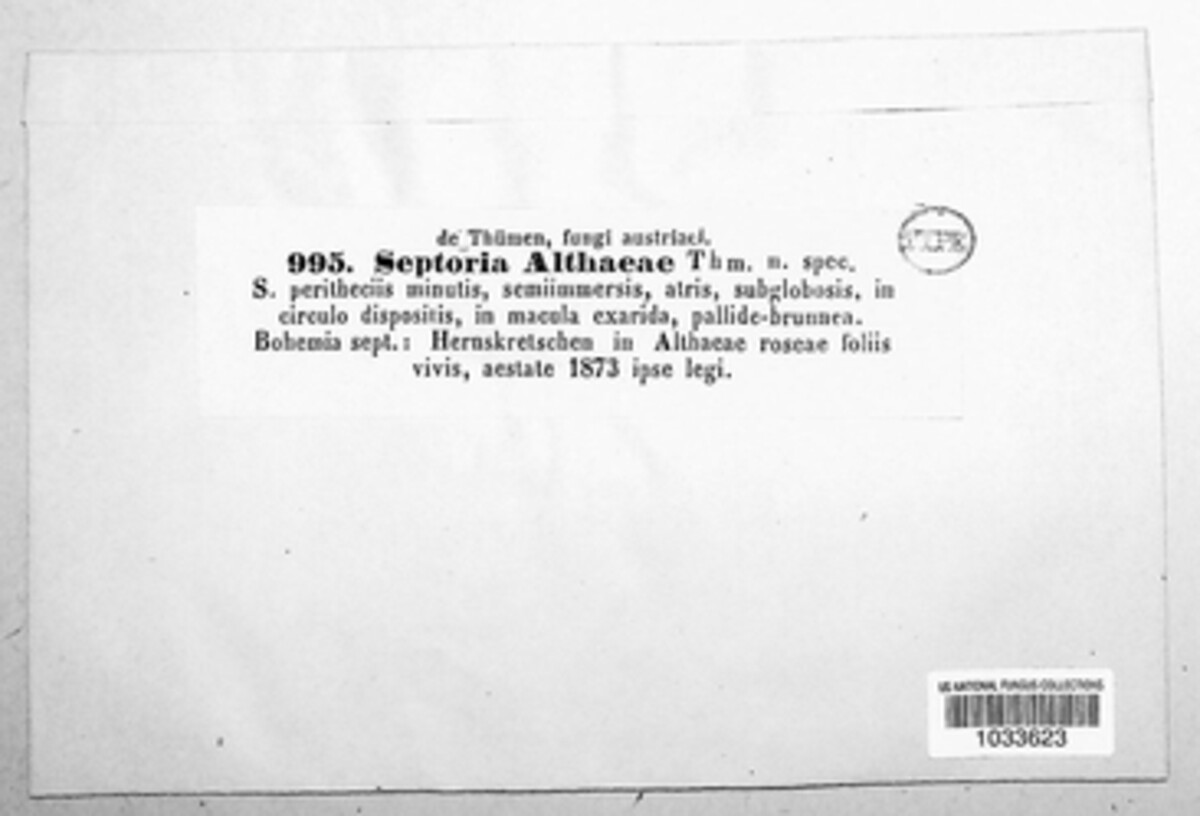 de Thümen, fungi austriaci.
995. Septoria Althaeae Thm. n. spec.
S. peritheciis minutis, semiimmersis, atris, subglobosis, in
circulo dispositis, in macula exarida, pallide-brunnea.
Bohemia sept.: Hernskretschen in Althaeae roseae foliis
vivis, aestate 1873 ipse legi.
TYPE
US NATIONAL FUNGUS COLLECTIONS
1033623